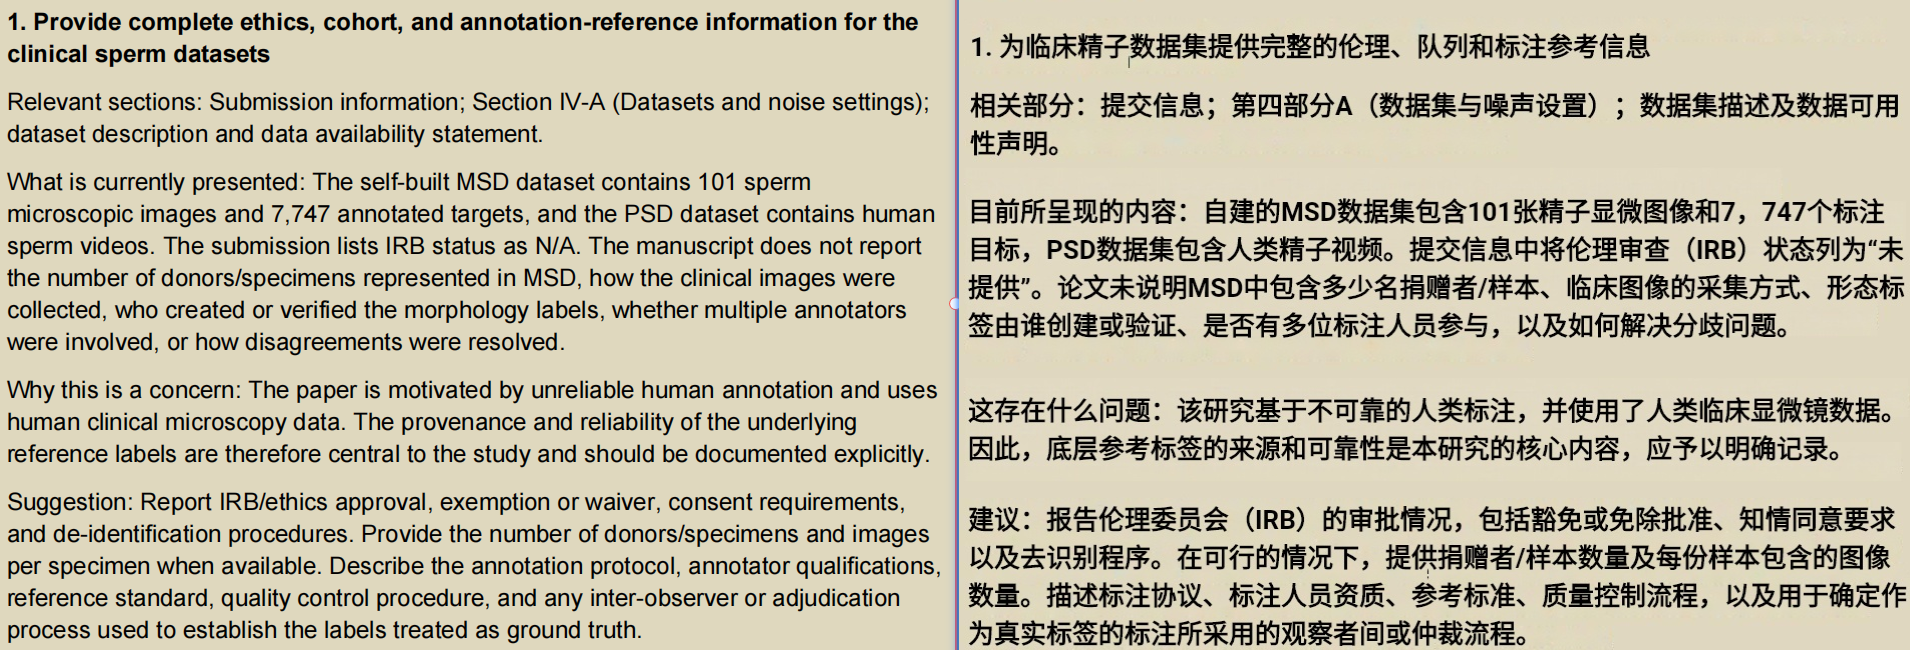 1. Provide complete ethics, cohort, and annotation-reference information for the
clinical sperm datasets
Relevant sections: Submission information; Section IV-A (Datasets and noise settings);
dataset description and data availability statement.
What is currently presented: The self-built MSD dataset contains 101 sperm
microscopic images and 7,747 annotated targets, and the PSD dataset contains human
sperm videos. The submission lists IRB status as N/A. The manuscript does not report
the number of donors/specimens represented in MSD, how the clinical images were
collected, who created or verified the morphology labels, whether multiple annotators
were involved, or how disagreements were resolved.
Why this is a concern: The paper is motivated by unreliable human annotation and uses
human clinical microscopy data. The provenance and reliability of the underlying
reference labels are therefore central to the study and should be documented explicitly.
Suggestion: Report IRB/ethics approval, exemption or waiver, consent requirements,
and de-identification procedures. Provide the number of donors/specimens and images
per specimen when available. Describe the annotation protocol, annotator qualifications,
reference standard, quality control procedure, and any inter-observer or adjudication
process used to establish the labels treated as ground truth.
1. 为临床精子数据集提供完整的伦理、队列和标注参考信息
相关部分：提交信息；第四部分A（数据集与噪声设置）；数据集描述及数据可用
性声明。
目前所呈现的内容：自建的MSD数据集包含101张精子显微图像和7，747个标注
目标，PSD数据集包含人类精子视频。提交信息中将伦理审查（IRB）状态列为“未
提供”。论文未说明MSD中包含多少名捐赠者/样本、临床图像的采集方式、形态标
签由谁创建或验证、是否有多位标注人员参与，以及如何解决分歧问题。
这存在什么问题：该研究基于不可靠的人类标注，并使用了人类临床显微镜数据。
因此，底层参考标签的来源和可靠性是本研究的核心内容，应予以明确记录。
建议：报告伦理委员会（IRB）的审批情况，包括豁免或免除批准、知情同意要求
以及去识别程序。在可行的情况下，提供捐赠者/样本数量及每份样本包含的图像
数量。描述标注协议、标注人员资质、参考标准、质量控制流程，以及用于确定作
为真实标签的标注所采用的观察者间或仲裁流程。